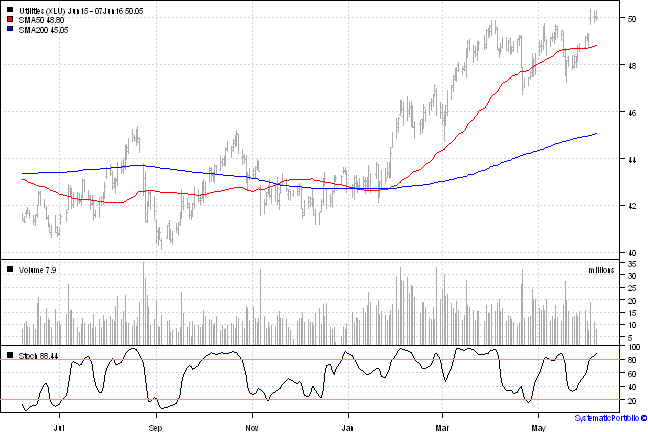 Utilities (XLU) Jun15 - 07Jun16 50.05
SMA50 48.80
SMA200 45.05
50
48
46
44
42
40
Volume 7.9
millions
35
30
25
20
15
10
5
Stoch 88.44
100
80
60
40
20
Jul
Sep
Nov
Jan
Mar
May
SystematicPortfolio ©